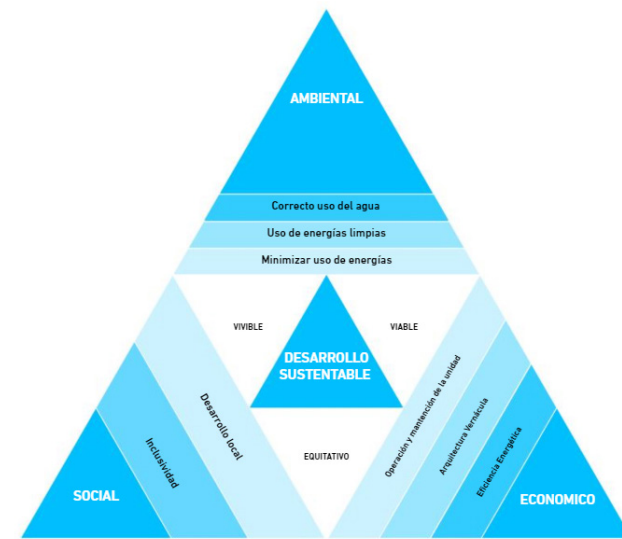 AMBIENTAL
Correcto uso del agua
Uso de energías limpias
Minimizar uso de energías
VIVIBLE
VIABLE
DESARROLLO
SUSTENTABLE
EQUITATIVO
Desarrollo local
Inclusividad
SOCIAL
Operación y mantención de la unidad
Arquitectura Vernácula
Eficiencia Energética
ECONOMICO